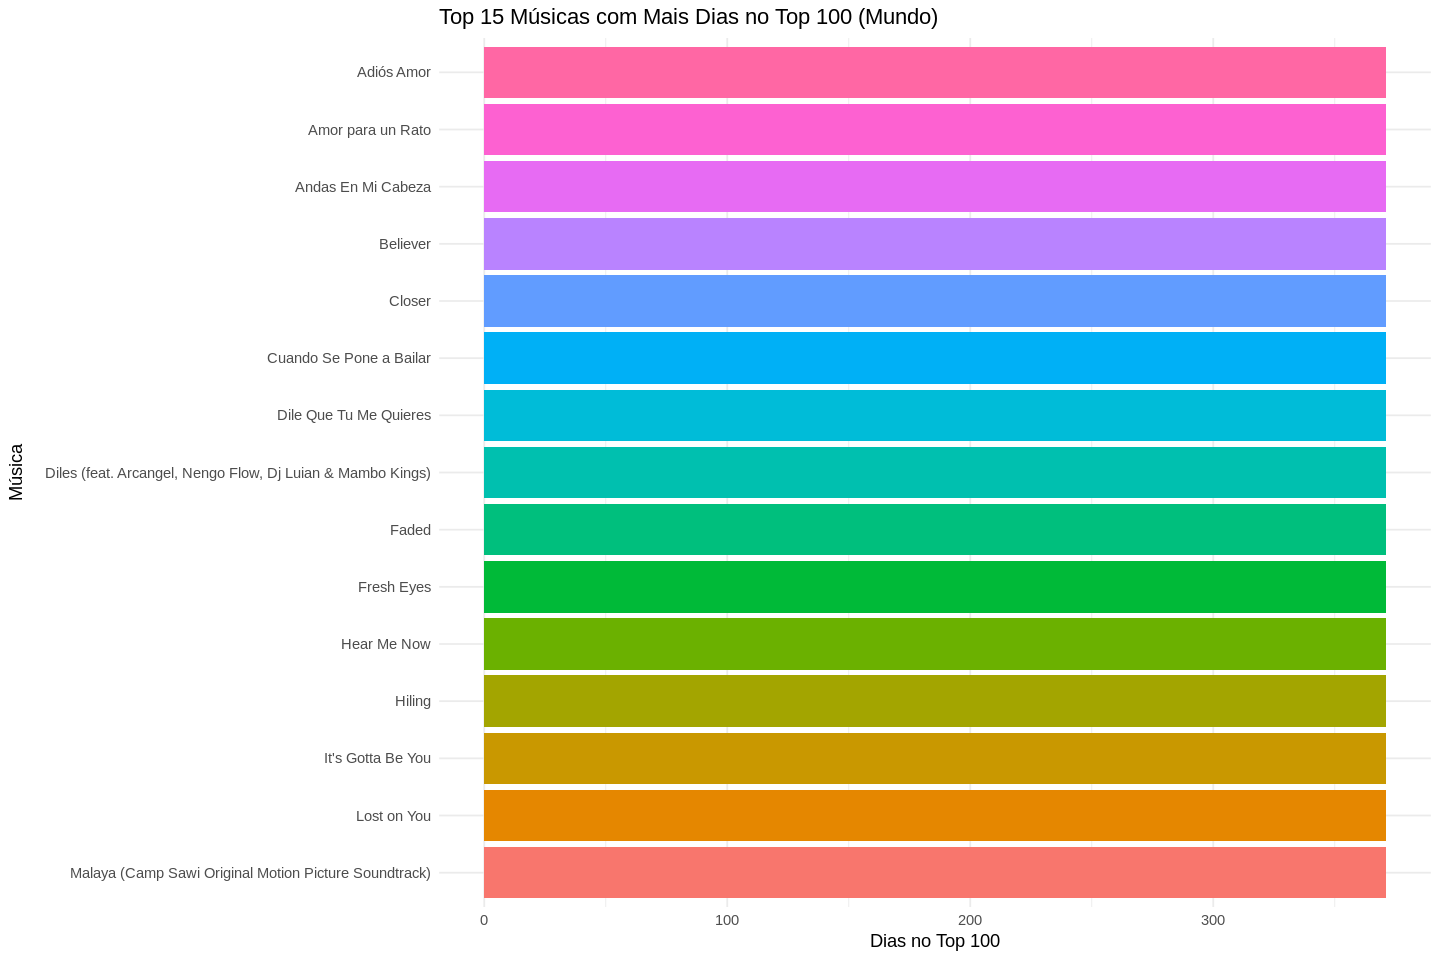 Top 15 Músicas com Mais Dias no Top 100 (Mundo)
Adiós Amor
Amor para un Rato
Andas En Mi Cabeza
Believer
Closer
Cuando Se Pone a Bailar
Dile Que Tu Me Quieres
Diles (feat. Arcangel, Nengo Flow, Dj Luian & Mambo Kings)
Faded
Fresh Eyes
Hear Me Now
Hiling
It's Gotta Be You
Lost on You
Malaya (Camp Sawi Original Motion Picture Soundtrack)
Música
0 100 200 300
Dias no Top 100